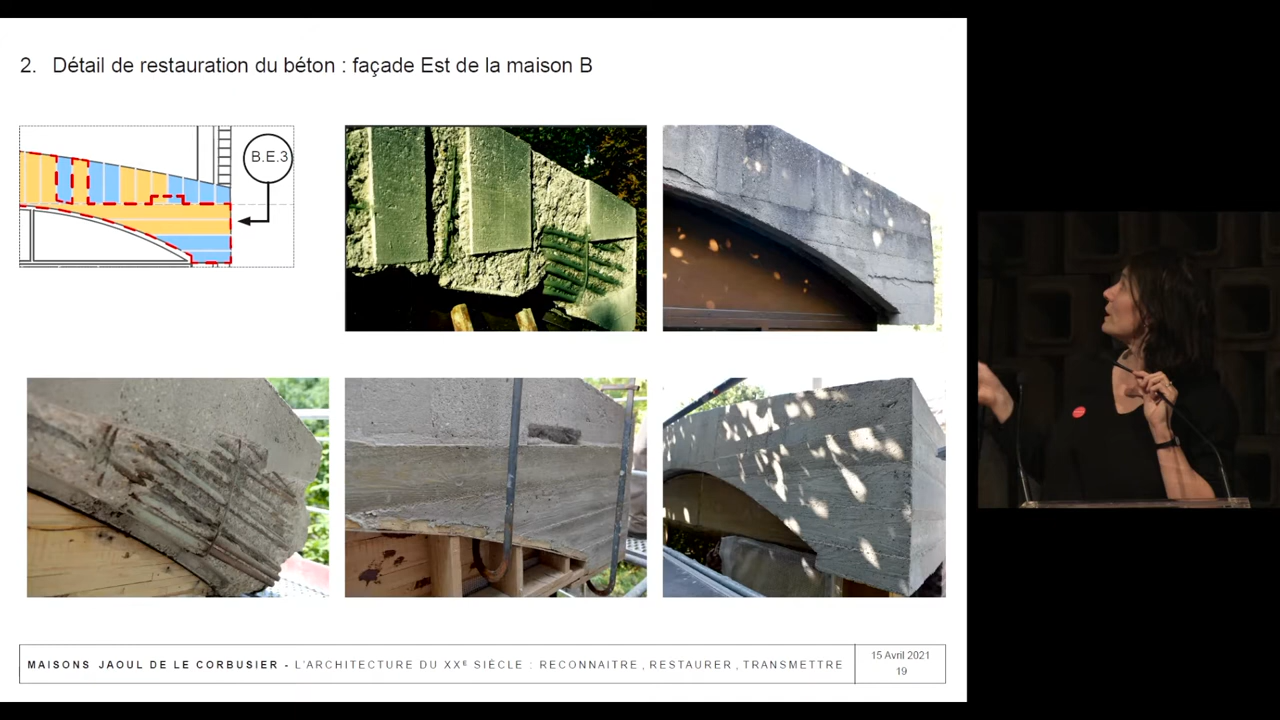 2. Détail de restauration du béton : façade Est de la maison B
B.E.3
MAISONS JAOUL DE LE CORBUSIER - L'ARCHITECTURE DU XXᴱ SIÈCLE : RECONNAITRE , RESTAURER , TRANSMETTRE
15 Avril 2021
19